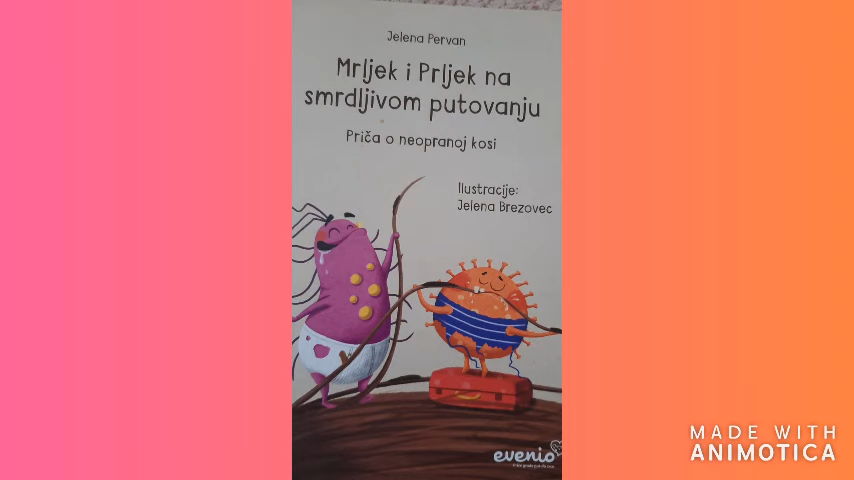 Jelena Pervan
Mrljek i Prljek na
smrdljivom putovanju
Priča o neopranoj kosi
Ilustracije:
Jelena Brezovec
evenio
MADE WITH
ANIMOTICA